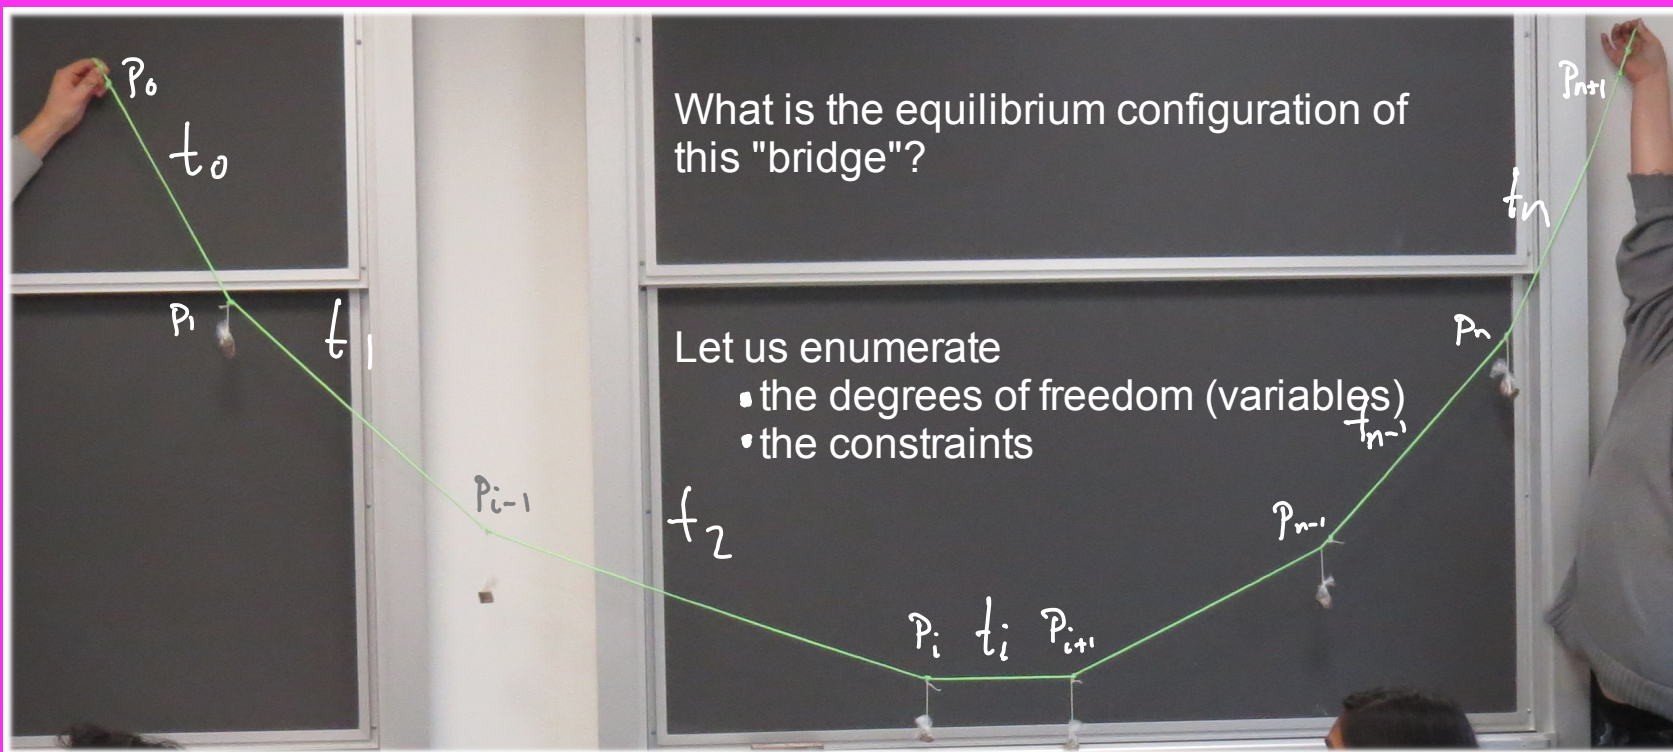 P₀
t₀
What is the equilibrium configuration of
this "bridge"?
Pₙ₊₁
tₙ
P₁
t₁
Let us enumerate
• the degrees of freedom (variables)
• the constraints
Pₙ
tₙ₋₁
Pᵢ₋₁
t₂
Pₙ₋₁
Pᵢ tᵢ Pᵢ₊₁